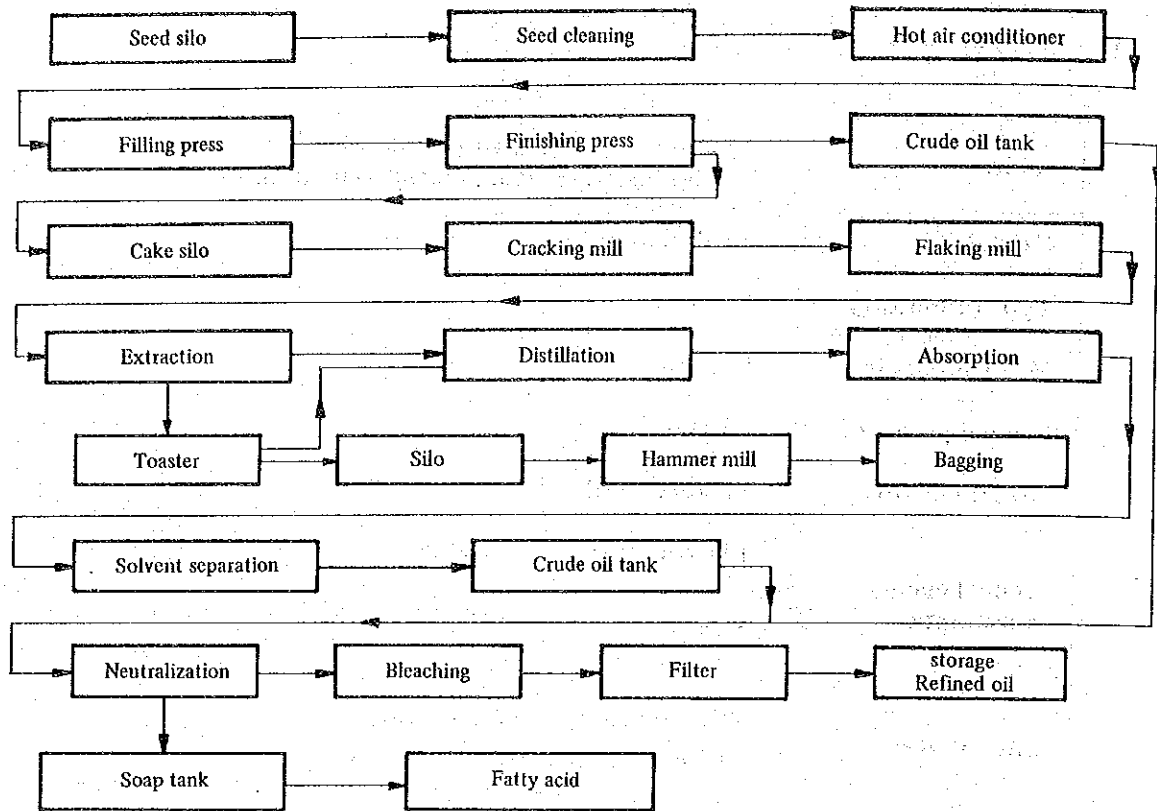 Seed silo
Seed cleaning
Hot air conditioner
Filling press
Finishing press
Crude oil tank
Cake silo
Cracking mill
Flaking mill
Extraction
Distillation
Absorption
Toaster
Silo
Hammer mill
Bagging
Solvent separation
Crude oil tank
Neutralization
Bleaching
Filter
storage
Refined oil
Soap tank
Fatty acid